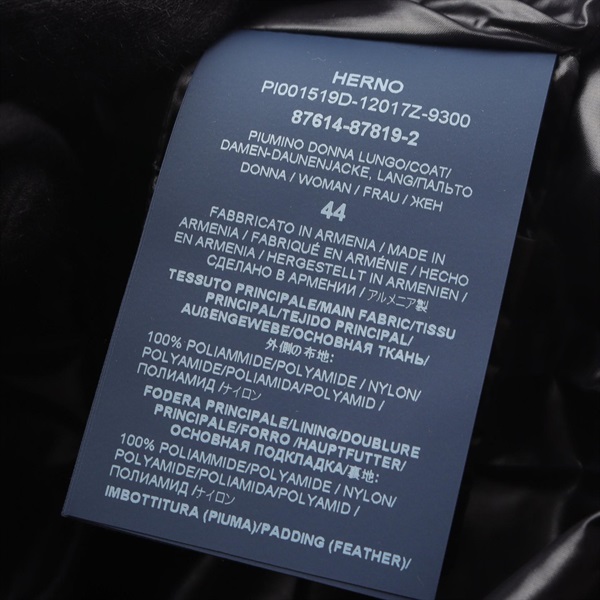 HERNO
PI001519D-12017Z-9300
87614-87819-2
PIUMINO DONNA LUNGO/COAT/
DAMEN-DAUNENJACKE, LANG/ПАЛЬТО
DONNA / WOMAN / FRAU / ЖЕН
44
FABBRICATO IN ARMENIA / MADE IN
ARMENIA / FABRIQUÉ EN ARMÉNIE / HECHO
EN ARMENIA / HERGESTELLT IN ARMENIEN /
СДЕЛАНО В АРМЕНИИ / アルメニア製
TESSUTO PRINCIPALE/MAIN FABRIC/TISSU
PRINCIPAL/TEJIDO PRINCIPAL/
AUßENGEWEBE/ОСНОВНАЯ ТКАНЬ/
外側の布地:
100% POLIAMMIDE/POLYAMIDE / NYLON/
POLYAMIDE/POLIAMIDA/POLYAMID /
ПОЛИАМИД /ナイロン
FODERA PRINCIPALE/LINING/DOUBLURE
PRINCIPALE/FORRO /HAUPTFUTTER/
ОСНОВНАЯ ПОДКЛАДКА/裏地:
100% POLIAMMIDE/POLYAMIDE / NYLON/
POLYAMIDE/POLIAMIDA/POLYAMID /
ПОЛИАМИД /ナイロン
IMBOTTITURA (PIUMA)/PADDING (FEATHER)/